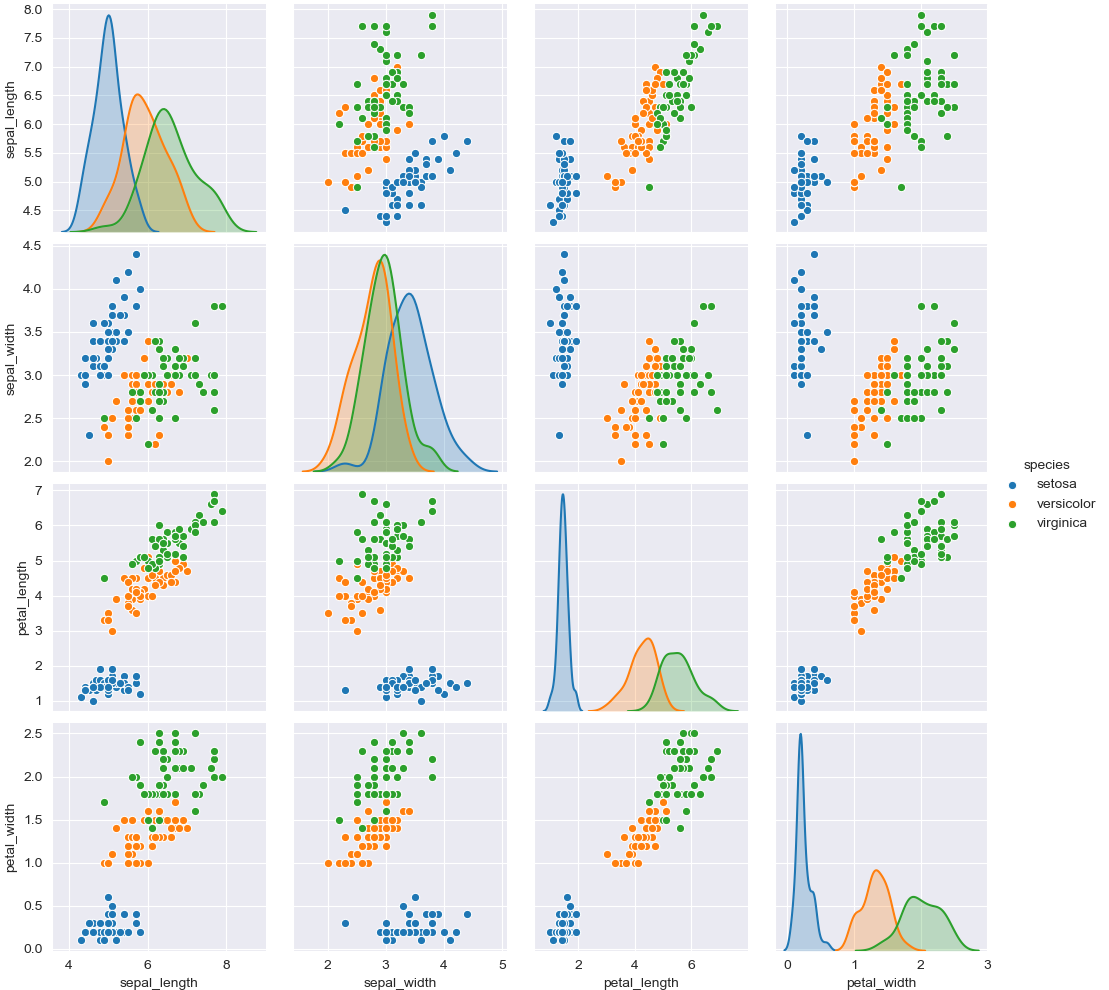 8.0
7.5
7.0
6.5
6.0
5.5
5.0
4.5
sepal_length
4.5
4.0
3.5
3.0
2.5
2.0
sepal_width
7
6
5
4
3
2
1
petal_length
2.5
2.0
1.5
1.0
0.5
0.0
petal_width
4 6 8
sepal_length
2 3 4 5
sepal_width
2 4 6
petal_length
0 1 2 3
petal_width
species
setosa
versicolor
virginica